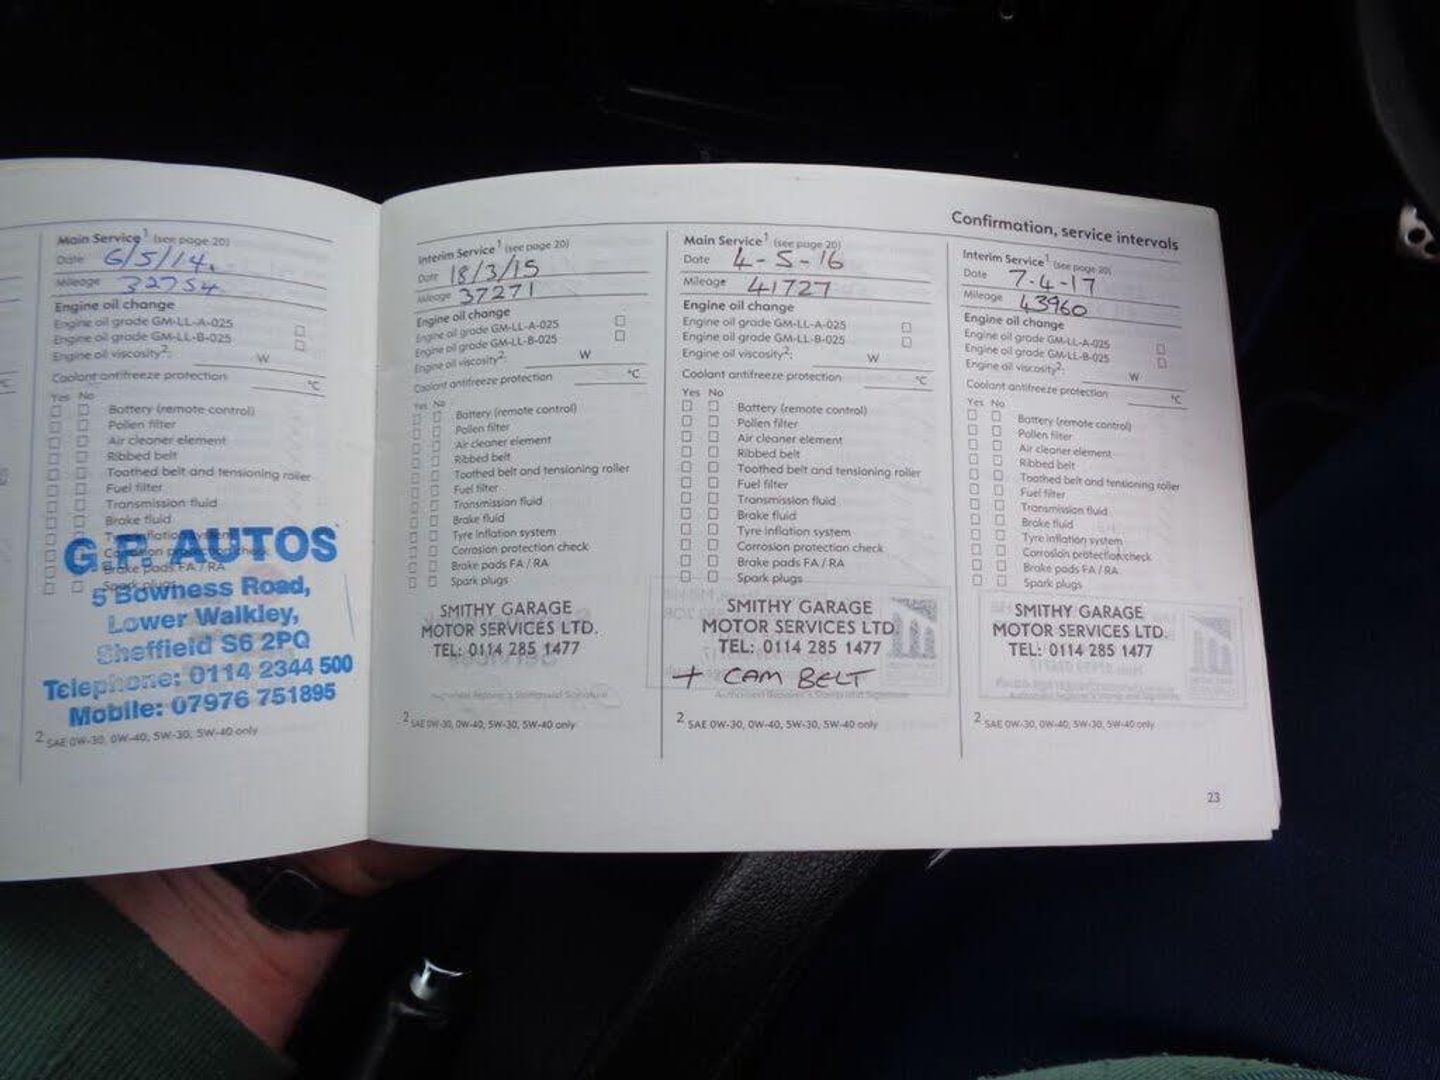 Main Service¹ (see page 20)
Date 6/5/14.
Mileage 32754
Engine oil change
Engine oil grade GM-LL-A-025
Engine oil grade GM-LL-B-025
Engine oil viscosity²: W
Coolant antifreeze protection °C
Yes No
Battery (remote control)
Pollen filter
Air cleaner element
Ribbed belt
Toothed belt and tensioning roller
Fuel filter
Transmission fluid
Brake fluid
Tyre inflation system
Corrosion protection check
Brake pads FA / RA
Spark plugs
AUTOS
5 Bowness Road,
Lower Walkley,
Sheffield S6 2PQ
Telephone: 0114 2344 500
Mobile: 07976 751895
2 SAE 0W-30, 0W-40, 5W-30, 5W-40 only
Confirmation, service intervals
Interim Service¹ (see page 20)
Date 18/3/15
Mileage 37271
Engine oil change
Engine oil grade GM-LL-A-025
Engine oil grade GM-LL-B-025
Engine oil viscosity²: W
Coolant antifreeze protection °C
Yes No
Battery (remote control)
Pollen filter
Air cleaner element
Ribbed belt
Toothed belt and tensioning roller
Fuel filter
Transmission fluid
Brake fluid
Tyre inflation system
Corrosion protection check
Brake pads FA / RA
Spark plugs
SMITHY GARAGE
MOTOR SERVICES LTD.
TEL: 0114 285 1477
2 SAE 0W-30, 0W-40, 5W-30, 5W-40 only
Main Service¹ (see page 20)
Date 4-5-16
Mileage 41727
Engine oil change
Engine oil grade GM-LL-A-025
Engine oil grade GM-LL-B-025
Engine oil viscosity²: W
Coolant antifreeze protection °C
Yes No
Battery (remote control)
Pollen filter
Air cleaner element
Ribbed belt
Toothed belt and tensioning roller
Fuel filter
Transmission fluid
Brake fluid
Tyre inflation system
Corrosion protection check
Brake pads FA / RA
Spark plugs
SMITHY GARAGE
MOTOR SERVICES LTD
TEL: 0114 285 1477
+ CAM BELT
2 SAE 0W-30, 0W-40, 5W-30, 5W-40 only
Interim Service¹ (see page 20)
Date 7-4-17
Mileage 43960
Engine oil change
Engine oil grade GM-LL-A-025
Engine oil grade GM-LL-B-025
Engine oil viscosity²: W
Coolant antifreeze protection °C
Yes No
Battery (remote control)
Pollen filter
Air cleaner element
Ribbed belt
Toothed belt and tensioning roller
Fuel filter
Transmission fluid
Brake fluid
Tyre inflation system
Corrosion protection check
Brake pads FA / RA
Spark plugs
SMITHY GARAGE
MOTOR SERVICES LTD.
TEL: 0114 285 1477
2 SAE 0W-30, 0W-40, 5W-30, 5W-40 only
23